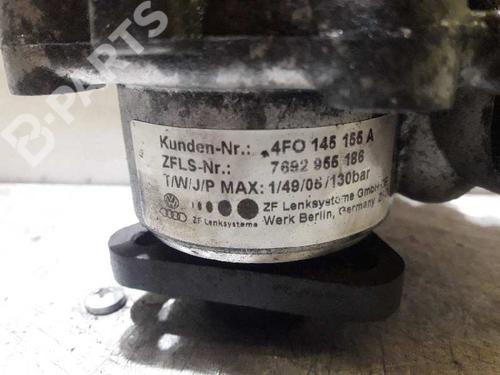 B-PARTS
Kunden-Nr.: 4F0 145 155 A
ZFLS-Nr.: 7692 955 186
T/W/J/P MAX: 1/49/06/130bar
ZF Lenksysteme GmbH
ZF Lenksysteme Werk Berlin, Germany